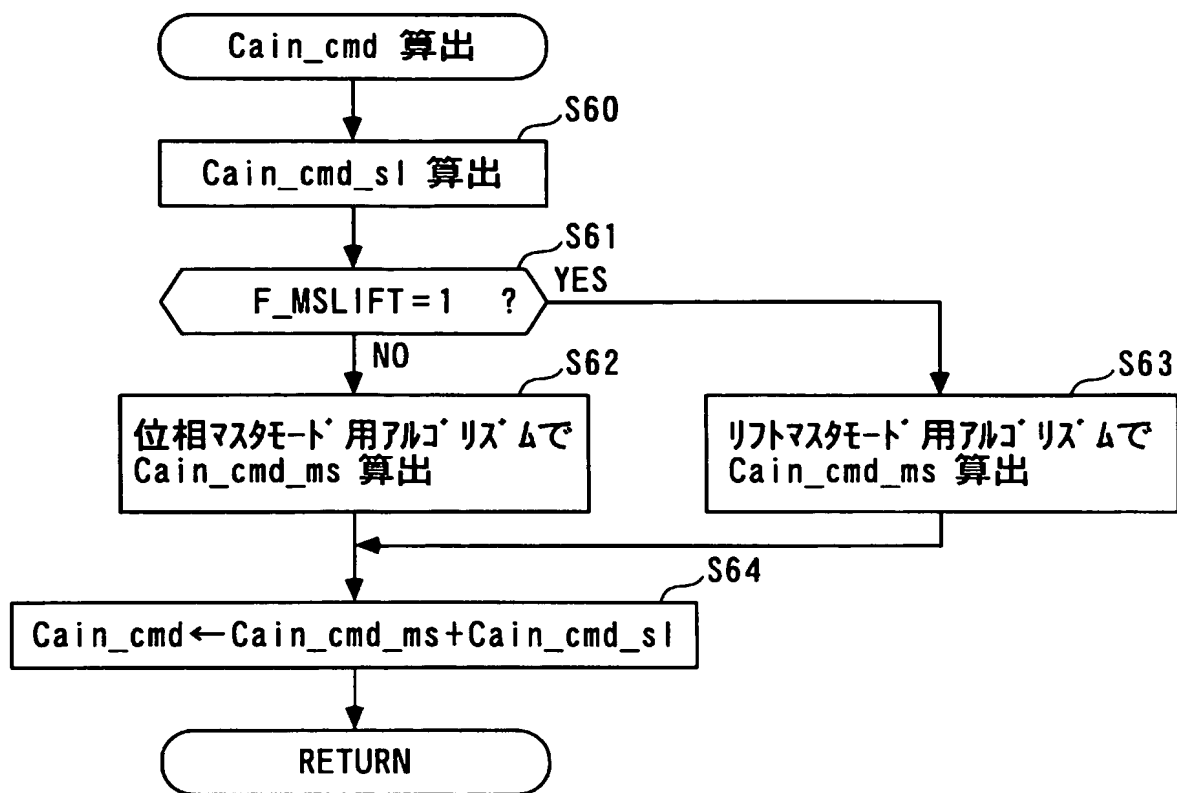 Cain_cmd 算出
S60
Cain_cmd_sl 算出
S61
F_MSLIFT=1 ?
YES
NO
S62
S63
位相マスタモード用アルゴリズムで
Cain_cmd_ms 算出
リフトマスタモード用アルゴリズムで
Cain_cmd_ms 算出
S64
Cain_cmd←Cain_cmd_ms+Cain_cmd_sl
RETURN